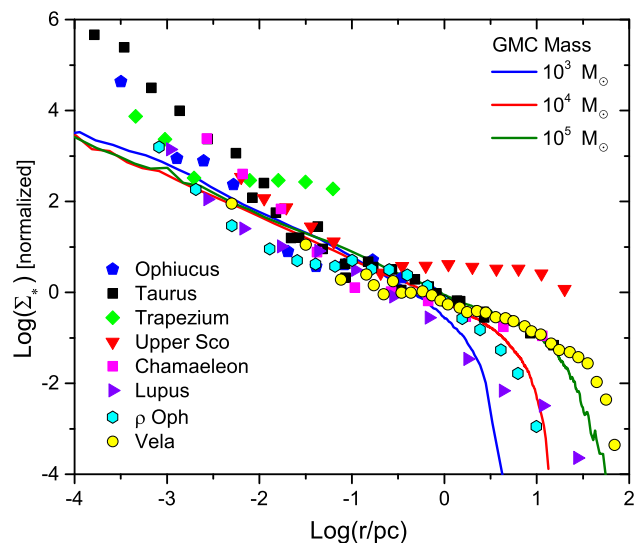 GMC Mass
10³ M☉
10⁴ M☉
10⁵ M☉
6
4
2
0
-2
-4
Log(Σ*) [normalized]
Ophiucus
Taurus
Trapezium
Upper Sco
Chamaeleon
Lupus
ρ Oph
Vela
-4 -3 -2 -1 0 1 2
Log(r/pc)